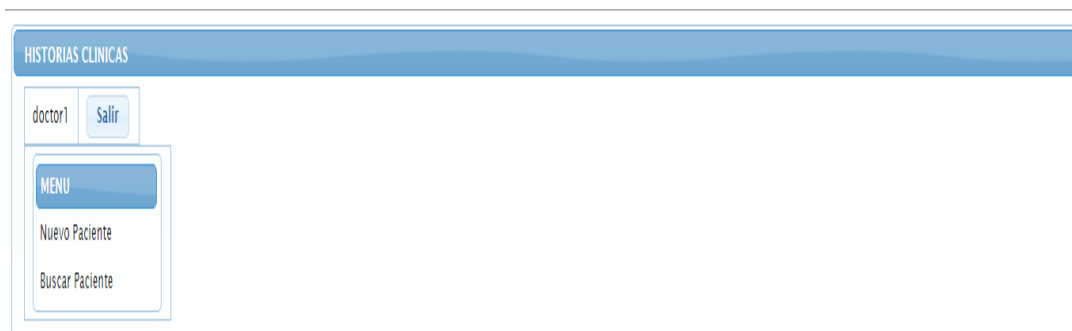 HISTORIAS CLINICAS
doctor1 Salir
MENU
Nuevo Paciente
Buscar Paciente